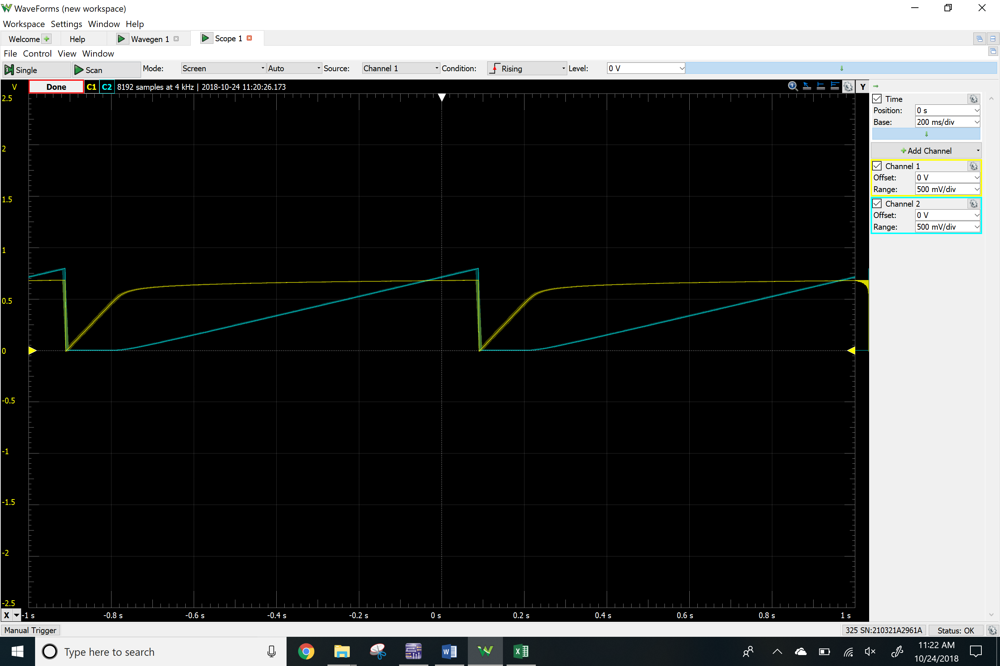 WaveForms (new workspace)
Workspace Settings Window Help
Welcome Help Wavegen 1 Scope 1
File Control View Window
Single Scan Mode: Screen Auto Source: Channel 1 Condition: Rising Level: 0 V
V Done C1 C2 8192 samples at 4 kHz | 2018-10-24 11:20:26.173 Y
Time
Position: 0 s
Base: 200 ms/div
Add Channel
Channel 1
Offset: 0 V
Range: 500 mV/div
Channel 2
Offset: 0 V
Range: 500 mV/div
2.5
2
1.5
1
0.5
0
-0.5
-1
-1.5
-2
-2.5
X -1 s -0.8 s -0.6 s -0.4 s -0.2 s 0 s 0.2 s 0.4 s 0.6 s 0.8 s 1 s
Manual Trigger 325 SN:210321A2961A Status: OK
Type here to search
11:22 AM
10/24/2018